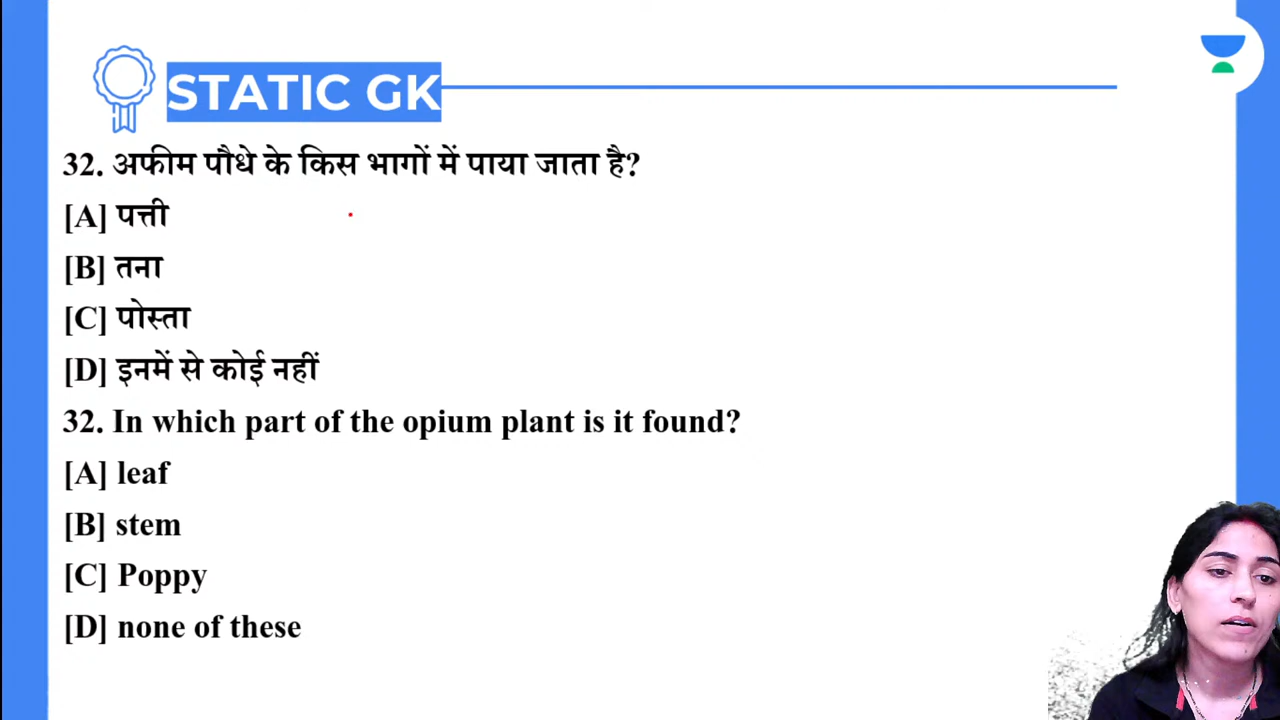 STATIC GK
32. अफीम पौधे के किस भागों में पाया जाता है?
[A] पत्ती
[B] तना
[C] पोस्ता
[D] इनमें से कोई नहीं
32. In which part of the opium plant is it found?
[A] leaf
[B] stem
[C] Poppy
[D] none of these